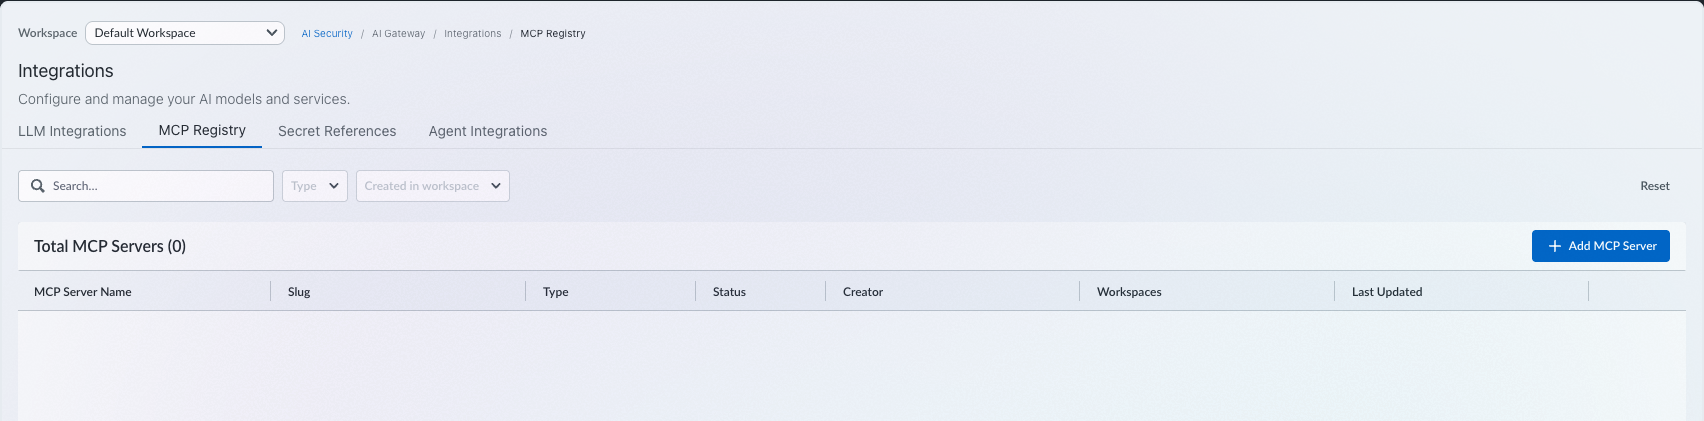 Workspace Default Workspace AI Security / AI Gateway / Integrations / MCP Registry
Integrations
Configure and manage your AI models and services.
LLM Integrations MCP Registry Secret References Agent Integrations
Search... Type Created in workspace Reset
Total MCP Servers (0) + Add MCP Server
MCP Server Name Slug Type Status Creator Workspaces Last Updated